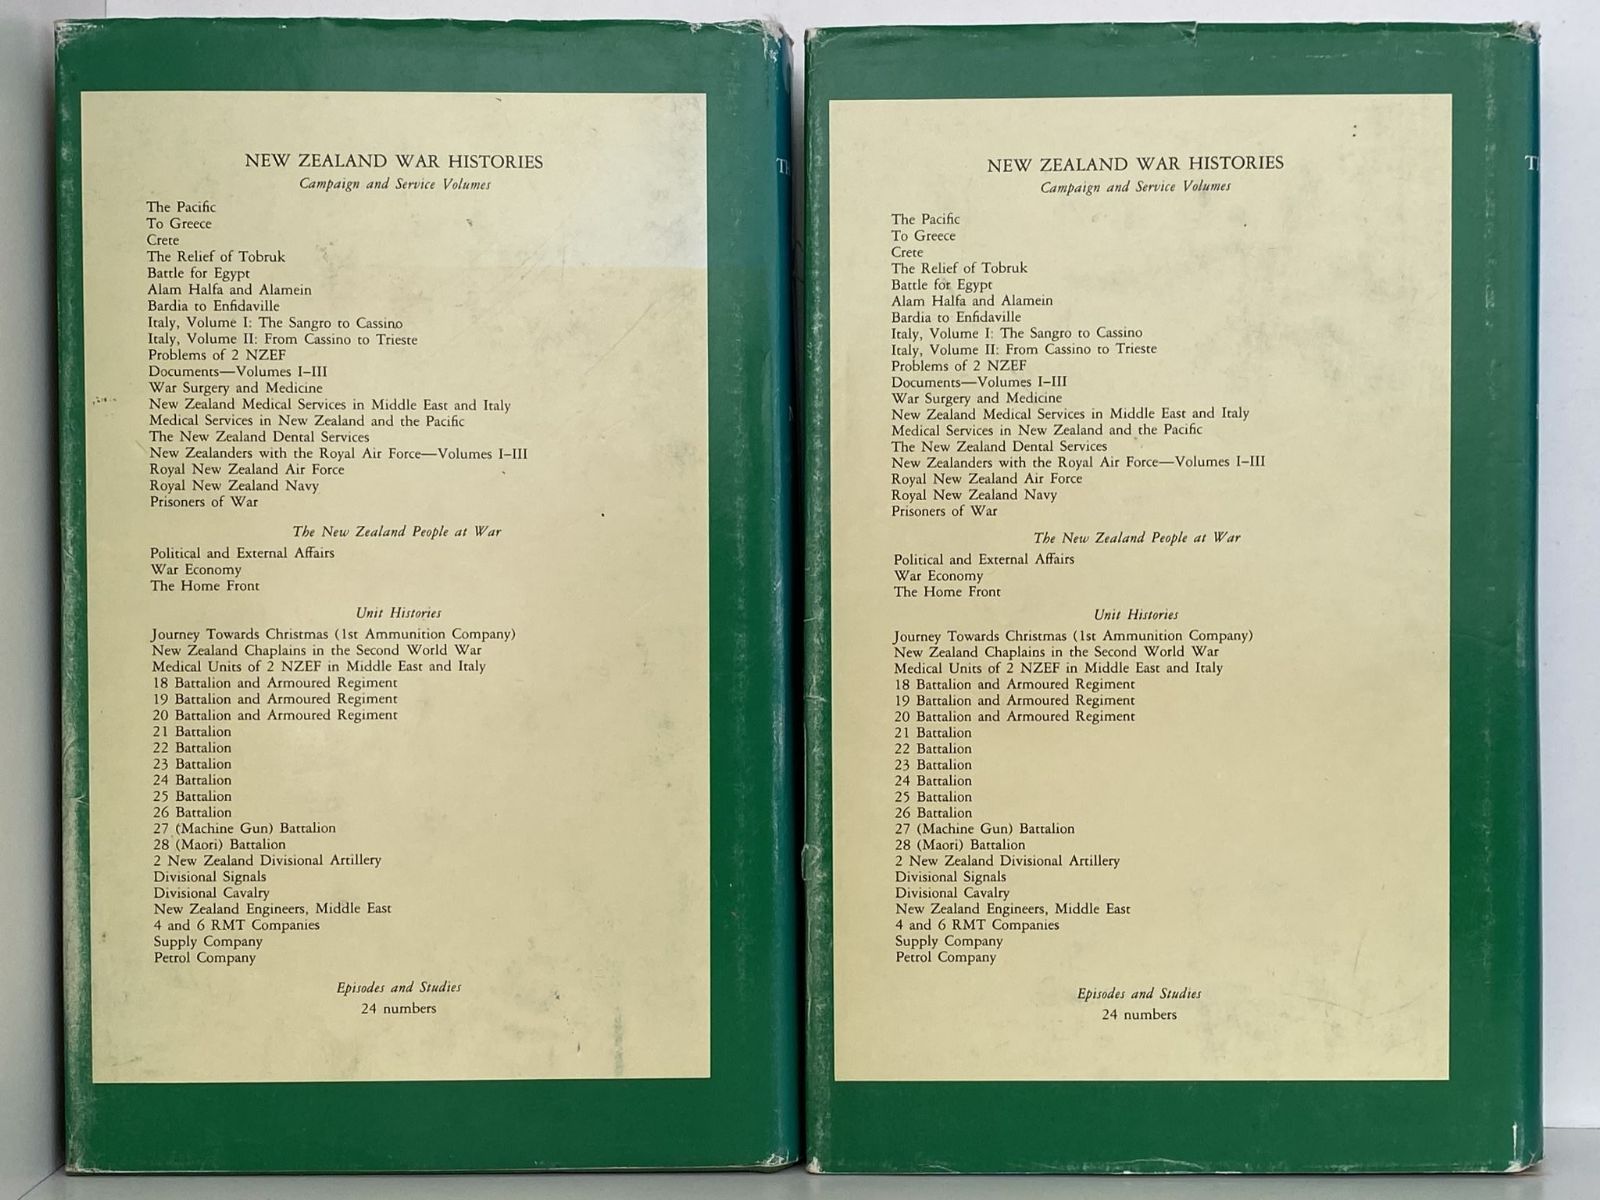 NEW ZEALAND WAR HISTORIES
Campaign and Service Volumes
The Pacific
To Greece
Crete
The Relief of Tobruk
Battle for Egypt
Alam Halfa and Alamein
Bardia to Enfidaville
Italy, Volume I: The Sangro to Cassino
Italy, Volume II: From Cassino to Trieste
Problems of 2 NZEF
Documents—Volumes I–III
War Surgery and Medicine
New Zealand Medical Services in Middle East and Italy
Medical Services in New Zealand and the Pacific
The New Zealand Dental Services
New Zealanders with the Royal Air Force—Volumes I–III
Royal New Zealand Air Force
Royal New Zealand Navy
Prisoners of War
The New Zealand People at War
Political and External Affairs
War Economy
The Home Front
Unit Histories
Journey Towards Christmas (1st Ammunition Company)
New Zealand Chaplains in the Second World War
Medical Units of 2 NZEF in Middle East and Italy
18 Battalion and Armoured Regiment
19 Battalion and Armoured Regiment
20 Battalion and Armoured Regiment
21 Battalion
22 Battalion
23 Battalion
24 Battalion
25 Battalion
26 Battalion
27 (Machine Gun) Battalion
28 (Maori) Battalion
2 New Zealand Divisional Artillery
Divisional Signals
Divisional Cavalry
New Zealand Engineers, Middle East
4 and 6 RMT Companies
Supply Company
Petrol Company
Episodes and Studies
24 numbers
NEW ZEALAND WAR HISTORIES
Campaign and Service Volumes
The Pacific
To Greece
Crete
The Relief of Tobruk
Battle for Egypt
Alam Halfa and Alamein
Bardia to Enfidaville
Italy, Volume I: The Sangro to Cassino
Italy, Volume II: From Cassino to Trieste
Problems of 2 NZEF
Documents—Volumes I–III
War Surgery and Medicine
New Zealand Medical Services in Middle East and Italy
Medical Services in New Zealand and the Pacific
The New Zealand Dental Services
New Zealanders with the Royal Air Force—Volumes I–III
Royal New Zealand Air Force
Royal New Zealand Navy
Prisoners of War
The New Zealand People at War
Political and External Affairs
War Economy
The Home Front
Unit Histories
Journey Towards Christmas (1st Ammunition Company)
New Zealand Chaplains in the Second World War
Medical Units of 2 NZEF in Middle East and Italy
18 Battalion and Armoured Regiment
19 Battalion and Armoured Regiment
20 Battalion and Armoured Regiment
21 Battalion
22 Battalion
23 Battalion
24 Battalion
25 Battalion
26 Battalion
27 (Machine Gun) Battalion
28 (Maori) Battalion
2 New Zealand Divisional Artillery
Divisional Signals
Divisional Cavalry
New Zealand Engineers, Middle East
4 and 6 RMT Companies
Supply Company
Petrol Company
Episodes and Studies
24 numbers